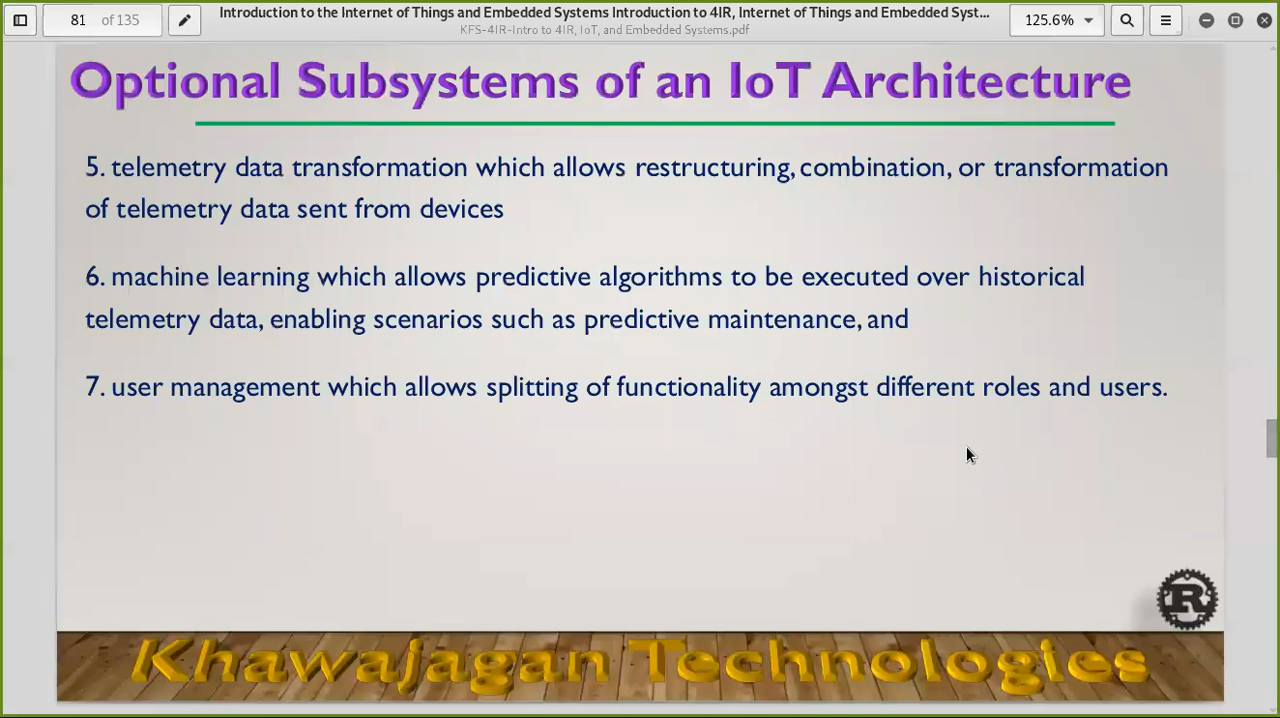 81 of 135
Introduction to the Internet of Things and Embedded Systems Introduction to 4IR, Internet of Things and Embedded Syst...
KFS-4IR-Intro to 4IR, IoT, and Embedded Systems.pdf
125.6%
Optional Subsystems of an IoT Architecture
5. telemetry data transformation which allows restructuring, combination, or transformation
of telemetry data sent from devices
6. machine learning which allows predictive algorithms to be executed over historical
telemetry data, enabling scenarios such as predictive maintenance, and
7. user management which allows splitting of functionality amongst different roles and users.
R
Khawajagan Technologies